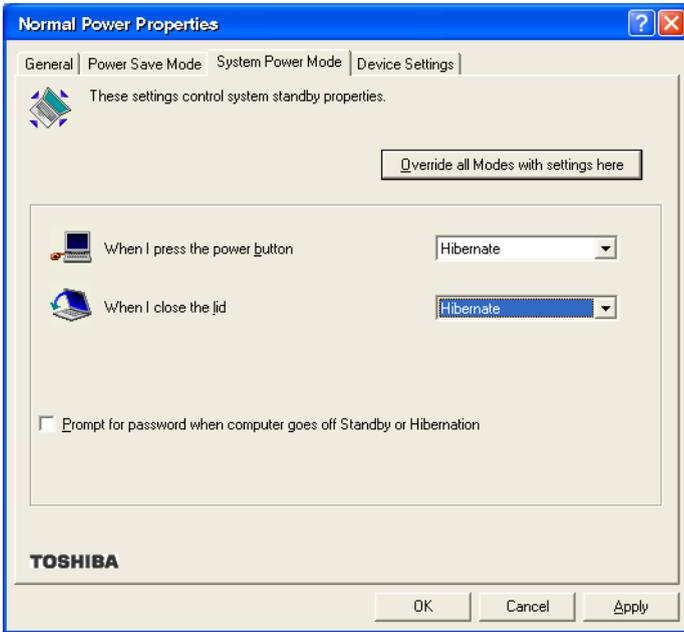 Normal Power Properties
General Power Save Mode System Power Mode Device Settings
These settings control system standby properties.
Override all Modes with settings here
When I press the power button Hibernate
When I close the lid Hibernate
Prompt for password when computer goes off Standby or Hibernation
TOSHIBA
OK Cancel Apply